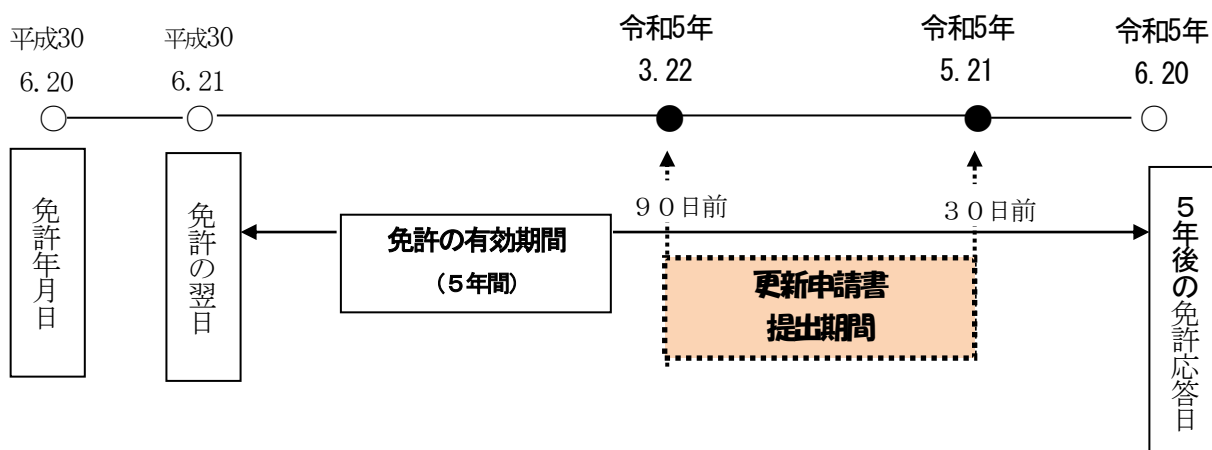 平成30
6.20
平成30
6.21
令和5年
3.22
令和5年
5.21
令和5年
6.20
免許年月日
免許の翌日
免許の有効期間
(5年間)
90日前
30日前
更新申請書
提出期間
5年後の免許応答日